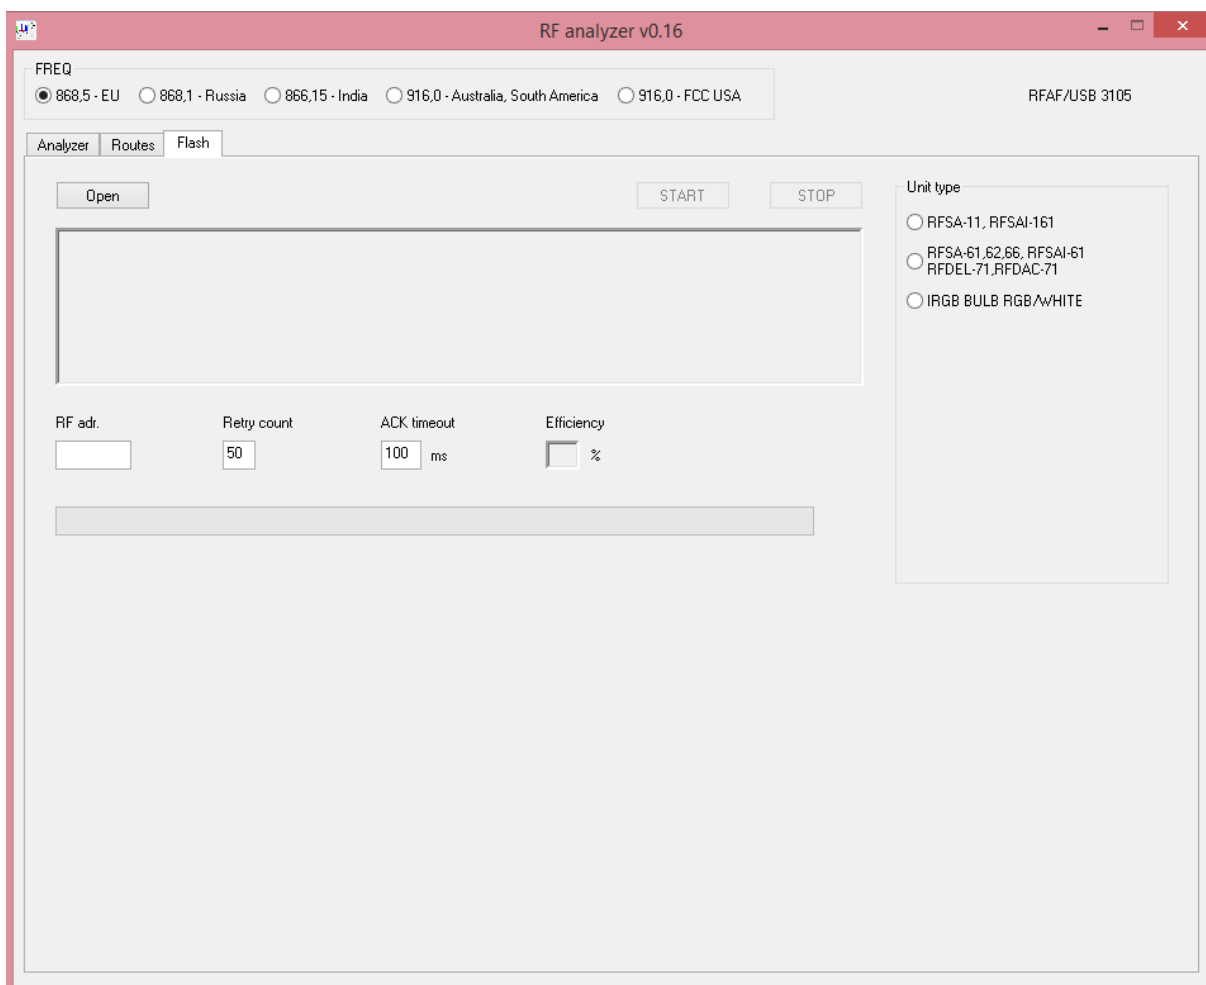 RF analyzer v0.16
FREQ
868,5 - EU 868,1 - Russia 866,15 - India 916,0 - Australia, South America 916,0 - FCC USA
RFAF/USB 3105
Analyzer Routes Flash
Open START STOP
Unit type
RFSA-11, RFSAI-161
RFSA-61,62,66, RFSAI-61
RFDEL-71,RFDAC-71
IRGB BULB RGB/WHITE
RF adr. Retry count ACK timeout Efficiency
50 100 ms %